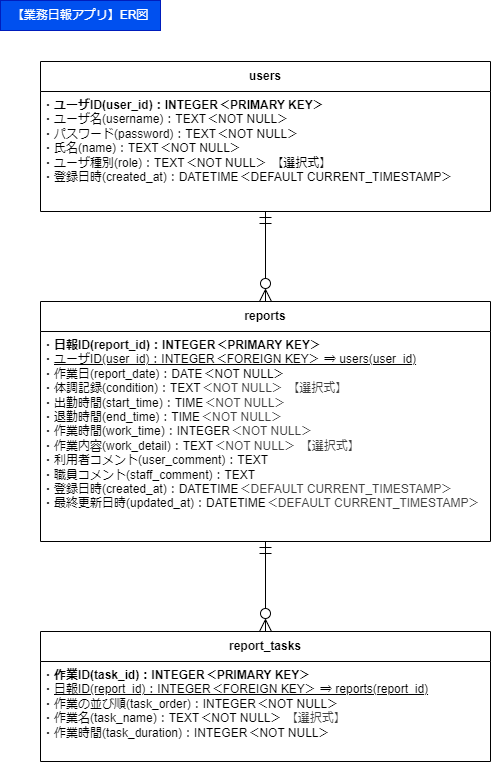 【業務日報アプリ】ER図
users
・ユーザID(user_id)：INTEGER＜PRIMARY KEY＞
・ユーザ名(username)：TEXT＜NOT NULL＞
・パスワード(password)：TEXT＜NOT NULL＞
・氏名(name)：TEXT＜NOT NULL＞
・ユーザ種別(role)：TEXT＜NOT NULL＞ 【選択式】
・登録日時(created_at)：DATETIME＜DEFAULT CURRENT_TIMESTAMP＞
reports
・日報ID(report_id)：INTEGER＜PRIMARY KEY＞
・ユーザID(user_id)：INTEGER＜FOREIGN KEY＞ ⇒ users(user_id)
・作業日(report_date)：DATE＜NOT NULL＞
・体調記録(condition)：TEXT＜NOT NULL＞ 【選択式】
・出勤時間(start_time)：TIME＜NOT NULL＞
・退勤時間(end_time)：TIME＜NOT NULL＞
・作業時間(work_time)：INTEGER＜NOT NULL＞
・作業内容(work_detail)：TEXT＜NOT NULL＞ 【選択式】
・利用者コメント(user_comment)：TEXT
・職員コメント(staff_comment)：TEXT
・登録日時(created_at)：DATETIME＜DEFAULT CURRENT_TIMESTAMP＞
・最終更新日時(updated_at)：DATETIME＜DEFAULT CURRENT_TIMESTAMP＞
report_tasks
・作業ID(task_id)：INTEGER＜PRIMARY KEY＞
・日報ID(report_id)：INTEGER＜FOREIGN KEY＞ ⇒ reports(report_id)
・作業の並び順(task_order)：INTEGER＜NOT NULL＞
・作業名(task_name)：TEXT＜NOT NULL＞ 【選択式】
・作業時間(task_duration)：INTEGER＜NOT NULL＞